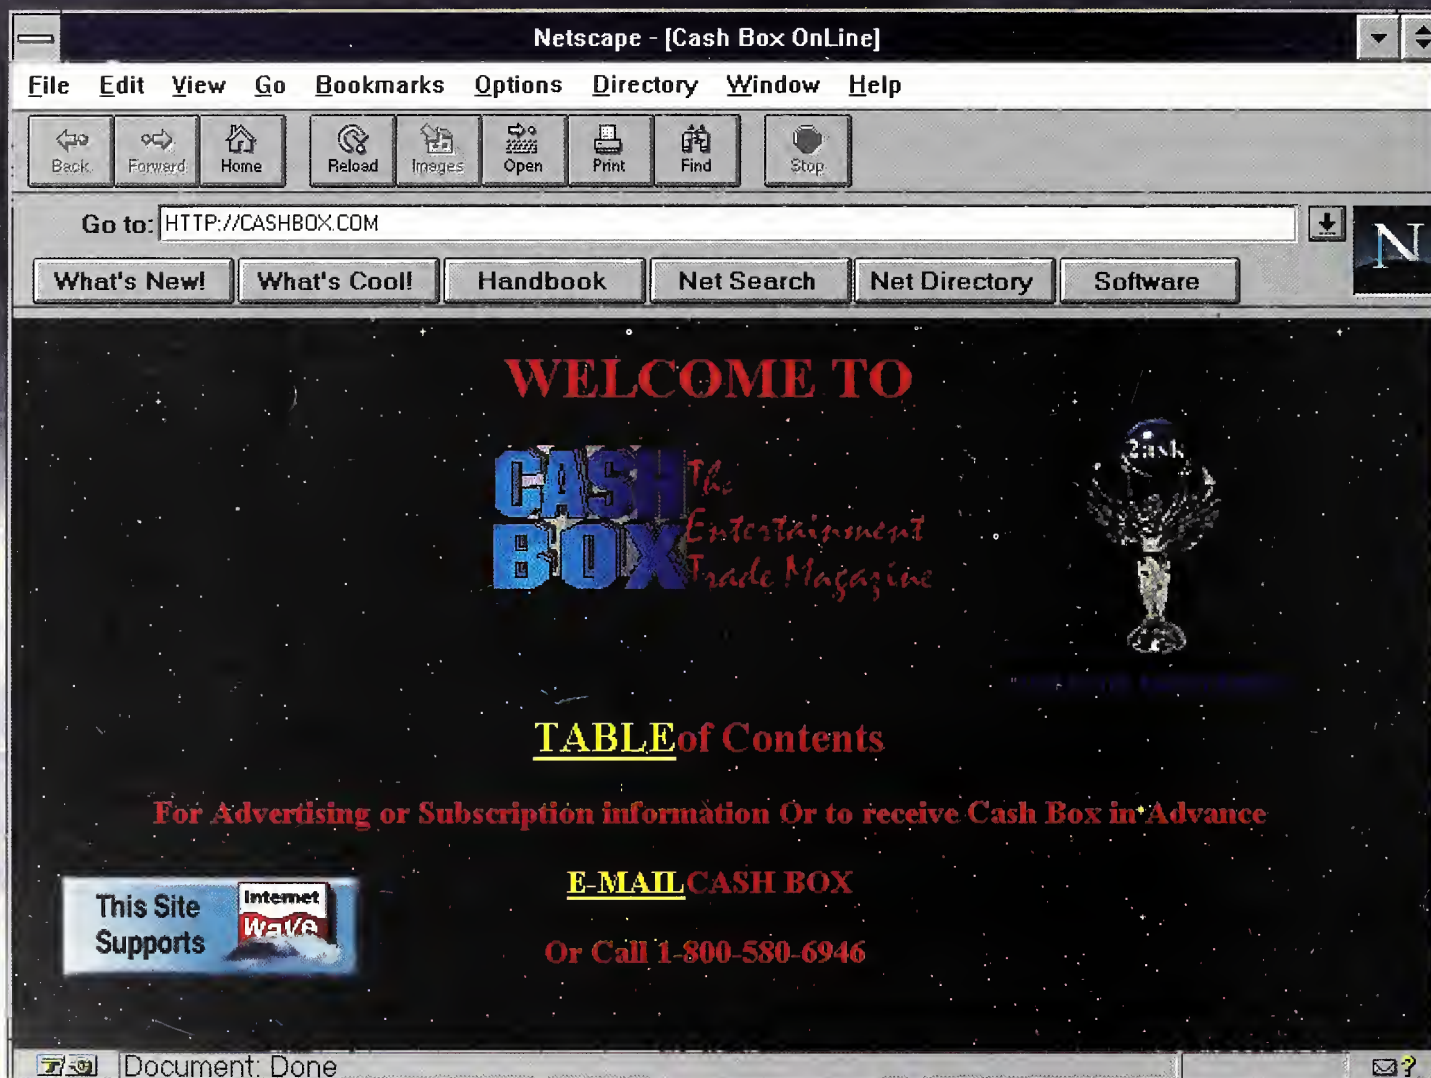 Netscape - [Cash Box OnLine]
File Edit View Go Bookmarks Options Directory Window Help
Back Forward Home Reload Images Open Print Find Stop
Go to: HTTP://CASHBOX.COM
N
What's New! What's Cool! Handbook Net Search Net Directory Software
WELCOME TO
CASH BOX
The
Entertainment
Trade Magazine
TABLE of Contents
For Advertising or Subscription information Or to receive Cash Box in Advance
E-MAIL CASH BOX
Or Call 1-800-580-6946
This Site
Supports
Internet
Wave
Document: Done
?